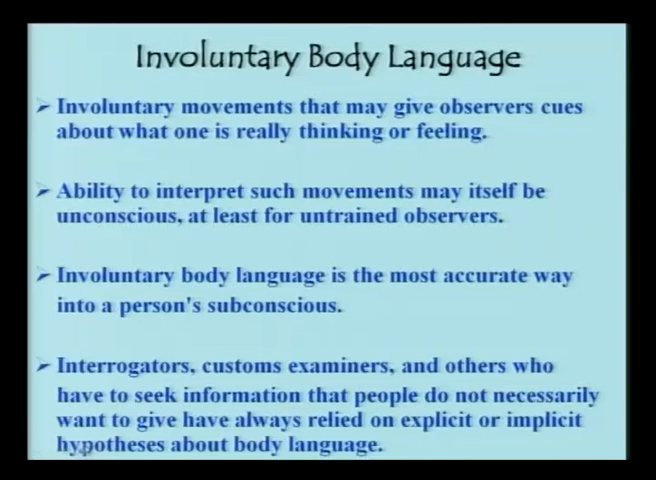 Involuntary Body Language
➢ Involuntary movements that may give observers cues
about what one is really thinking or feeling.
➢ Ability to interpret such movements may itself be
unconscious, at least for untrained observers.
➢ Involuntary body language is the most accurate way
into a person's subconscious.
➢ Interrogators, customs examiners, and others who
have to seek information that people do not necessarily
want to give have always relied on explicit or implicit
hypotheses about body language.